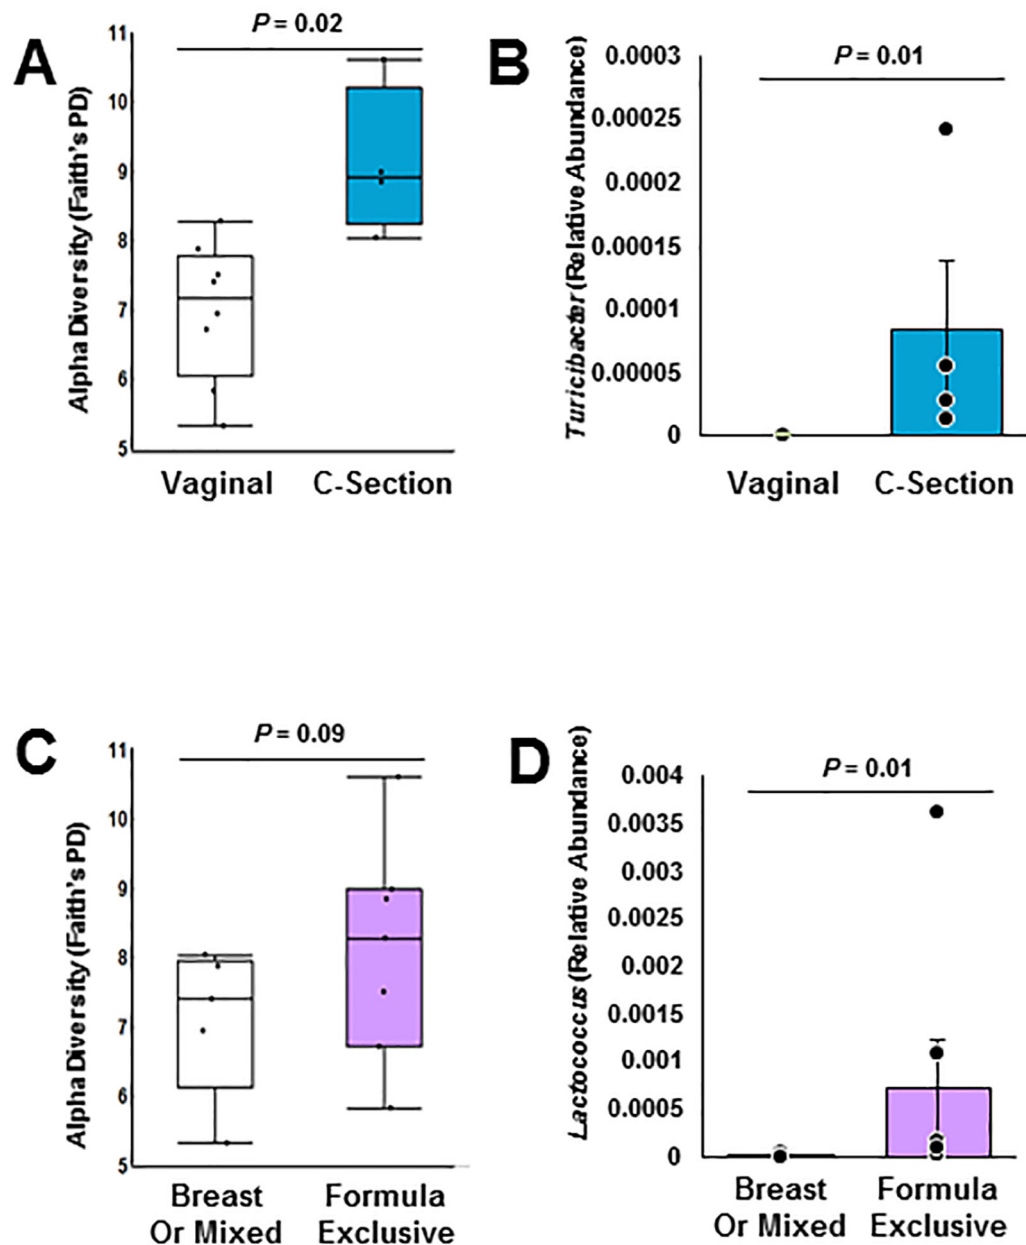 A
P = 0.02
Alpha Diversity (Faith's PD)
11
10
9
8
7
6
5
Vaginal
C-Section
B
P = 0.01
Turicibacter (Relative Abundance)
0.0003
0.00025
0.0002
0.00015
0.0001
0.00005
0
Vaginal
C-Section
C
P = 0.09
Alpha Diversity (Faith's PD)
11
10
9
8
7
6
5
Breast
Or Mixed
Formula
Exclusive
D
P = 0.01
Lactococcus (Relative Abundance)
0.004
0.0035
0.003
0.0025
0.002
0.0015
0.001
0.0005
0
Breast
Or Mixed
Formula
Exclusive